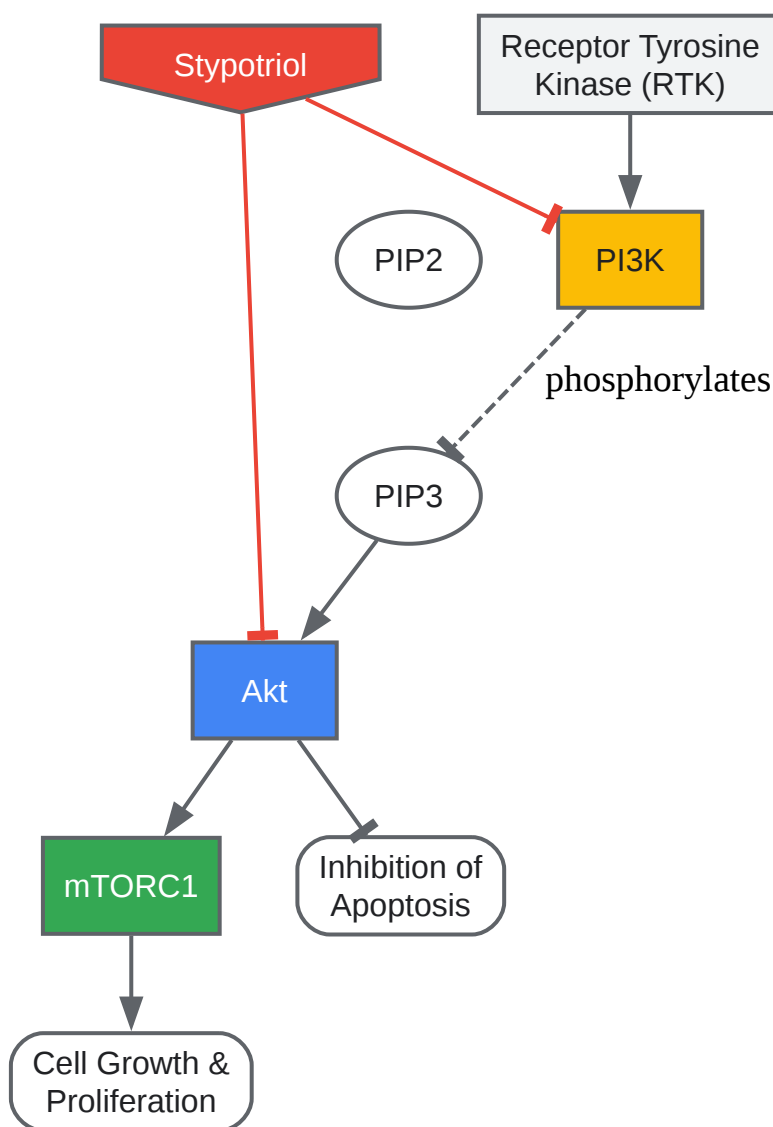 Stypotriol
Receptor Tyrosine
Kinase (RTK)
PIP2
PI3K
phosphorylates
PIP3
Akt
mTORC1
Inhibition of
Apoptosis
Cell Growth &
Proliferation